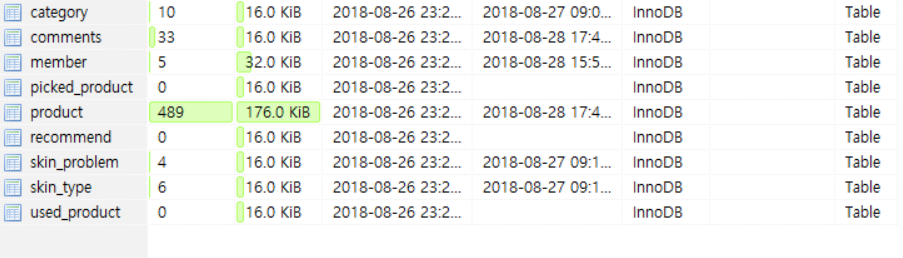 category 10 16.0 KiB 2018-08-26 23:2... 2018-08-27 09:0... InnoDB Table
comments 33 16.0 KiB 2018-08-26 23:2... 2018-08-28 17:4... InnoDB Table
member 5 32.0 KiB 2018-08-26 23:2... 2018-08-28 15:5... InnoDB Table
picked_product 0 16.0 KiB 2018-08-26 23:2... InnoDB Table
product 489 176.0 KiB 2018-08-26 23:2... 2018-08-28 17:4... InnoDB Table
recommend 0 16.0 KiB 2018-08-26 23:2... InnoDB Table
skin_problem 4 16.0 KiB 2018-08-26 23:2... 2018-08-27 09:1... InnoDB Table
skin_type 6 16.0 KiB 2018-08-26 23:2... 2018-08-27 09:1... InnoDB Table
used_product 0 16.0 KiB 2018-08-26 23:2... InnoDB Table